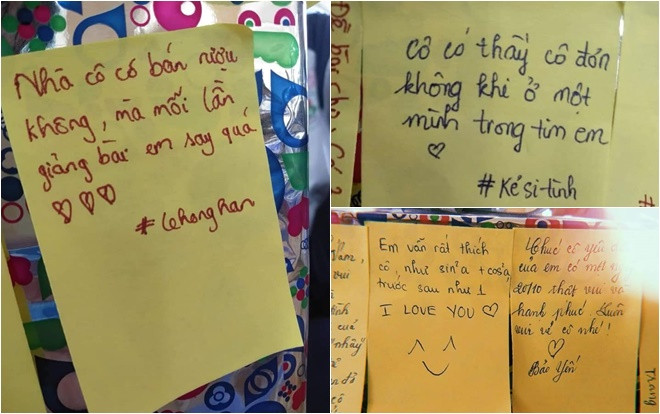 Nhà cô có bán rượu
không, mà mỗi lần
giảng bài em say quá
#lehonghan
Cô có thấy cô đơn
không khi ở một
mình trong tim em
#Kẻsi-tình
Em vẫn rất thích
cô, như sin²a + cos²a
trước sau như 1
I LOVE YOU
Chúc cô yêu
của em có một
20/10 thật vui và
hạnh phúc. Luôn
vui vẻ cô nhé!
Bảo Yến
Trang